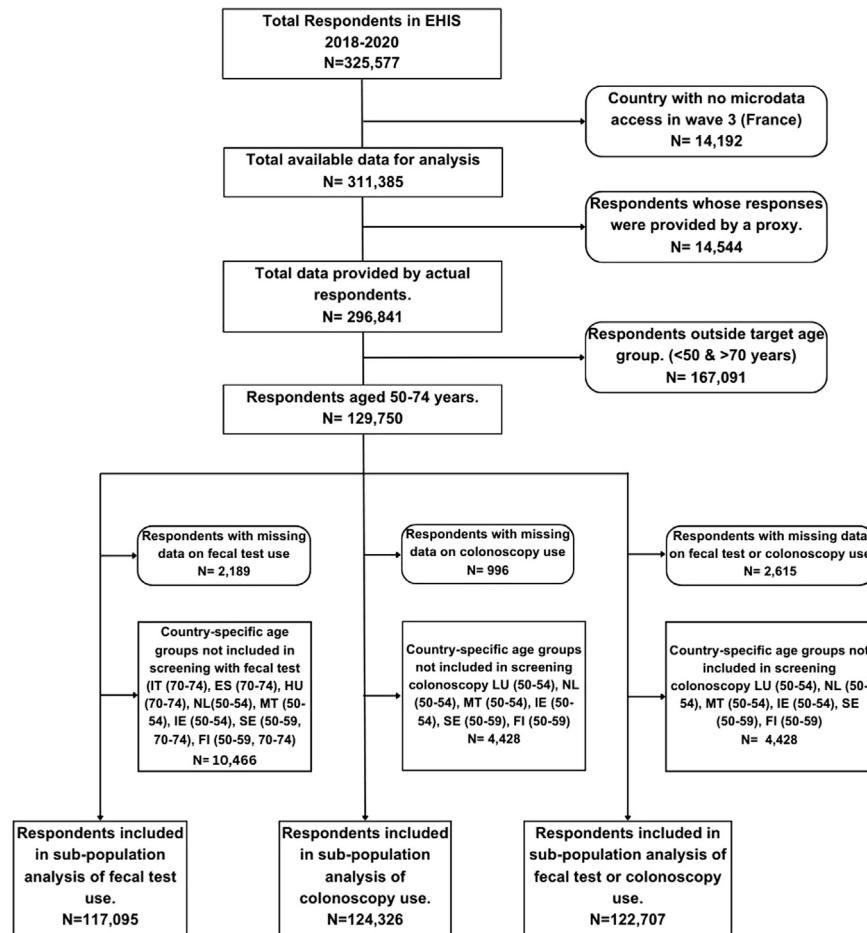 Total Respondents in EHIS
2018-2020
N=325,577
Country with no microdata
access in wave 3 (France)
N= 14,192
Total available data for analysis
N= 311,385
Respondents whose responses
were provided by a proxy.
N= 14,544
Total data provided by actual
respondents.
N= 296,841
Respondents outside target age
group. (<50 & >70 years)
N= 167,091
Respondents aged 50-74 years.
N= 129,750
Respondents with missing
data on fecal test use
N= 2,189
Respondents with missing
data on colonoscopy use
N= 996
Respondents with missing data
on fecal test or colonoscopy use
N= 2,615
Country-specific age
groups not included in
screening with fecal test
(IT (70-74), ES (70-74), HU
(70-74), NL(50-54), MT (50-
54), IE (50-54), SE (50-59,
70-74), FI (50-59, 70-74)
N= 10,466
Country-specific age groups
not included in screening
colonoscopy LU (50-54), NL
(50-54), MT (50-54), IE (50-
54), SE (50-59), FI (50-59)
N= 4,428
Country-specific age groups not
included in screening
colonoscopy LU (50-54), NL (50-
54), MT (50-54), IE (50-54), SE
(50-59), FI (50-59)
N= 4,428
Respondents included
in sub-population
analysis of fecal test
use.
N=117,095
Respondents included
in sub-population
analysis of
colonoscopy use.
N=124,326
Respondents included in
sub-population analysis of
fecal test or colonoscopy
use.
N=122,707